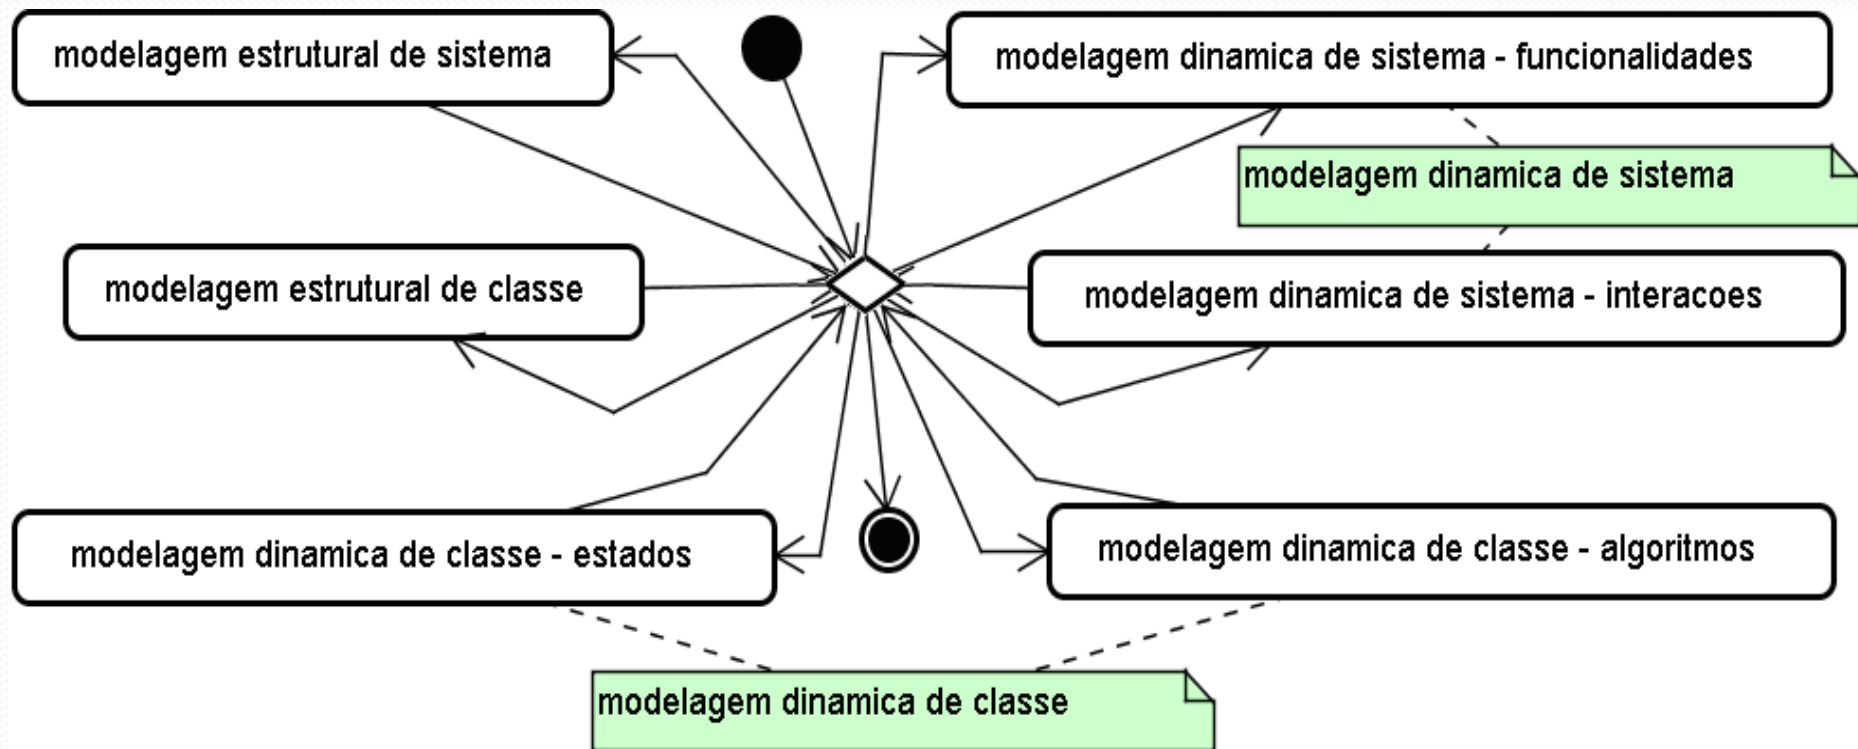 modelagem estrutural de sistema
modelagem dinamica de sistema - funcionalidades
modelagem dinamica de sistema
modelagem estrutural de classe
modelagem dinamica de sistema - interacoes
modelagem dinamica de classe - estados
modelagem dinamica de classe - algoritmos
modelagem dinamica de classe